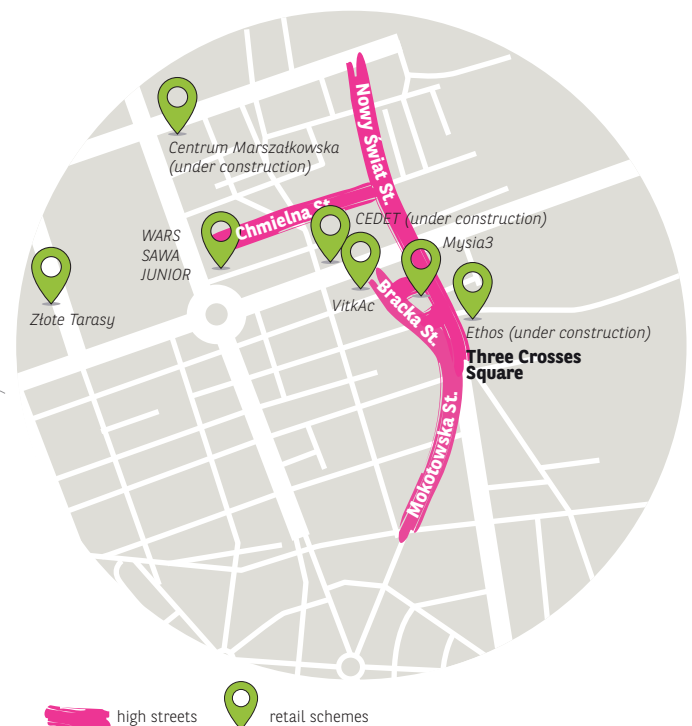 Nowy Świat St.
Centrum Marszałkowska
(under construction)
Chmielna St.
CEDET (under construction)
WARS
SAWA
JUNIOR
Mysia3
Złote Tarasy
VitkAc
Bracka St.
Ethos (under construction)
Three Crosses
Square
Mokotowska St.
high streets
retail schemes